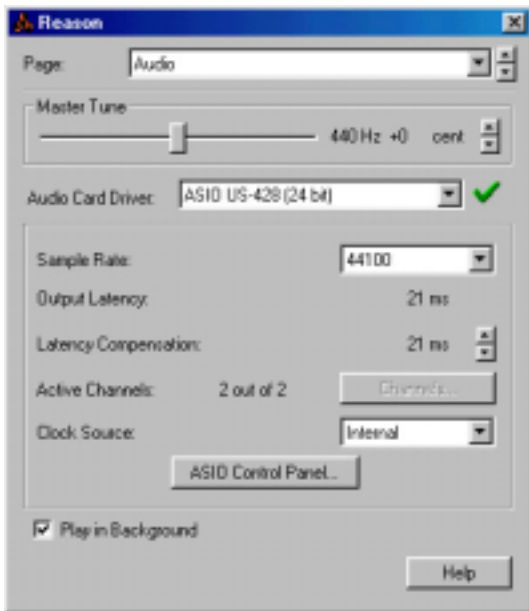 Reason
Page: Audio
Master Tune
440 Hz +0 cent
Audio Card Driver: ASIO US-428 (24 bit)
Sample Rate: 44100
Output Latency: 21 ms
Latency Compensation: 21 ms
Active Channels: 2 out of 2 Channels...
Clock Source: Internal
ASIO Control Panel...
Play in Background
Help